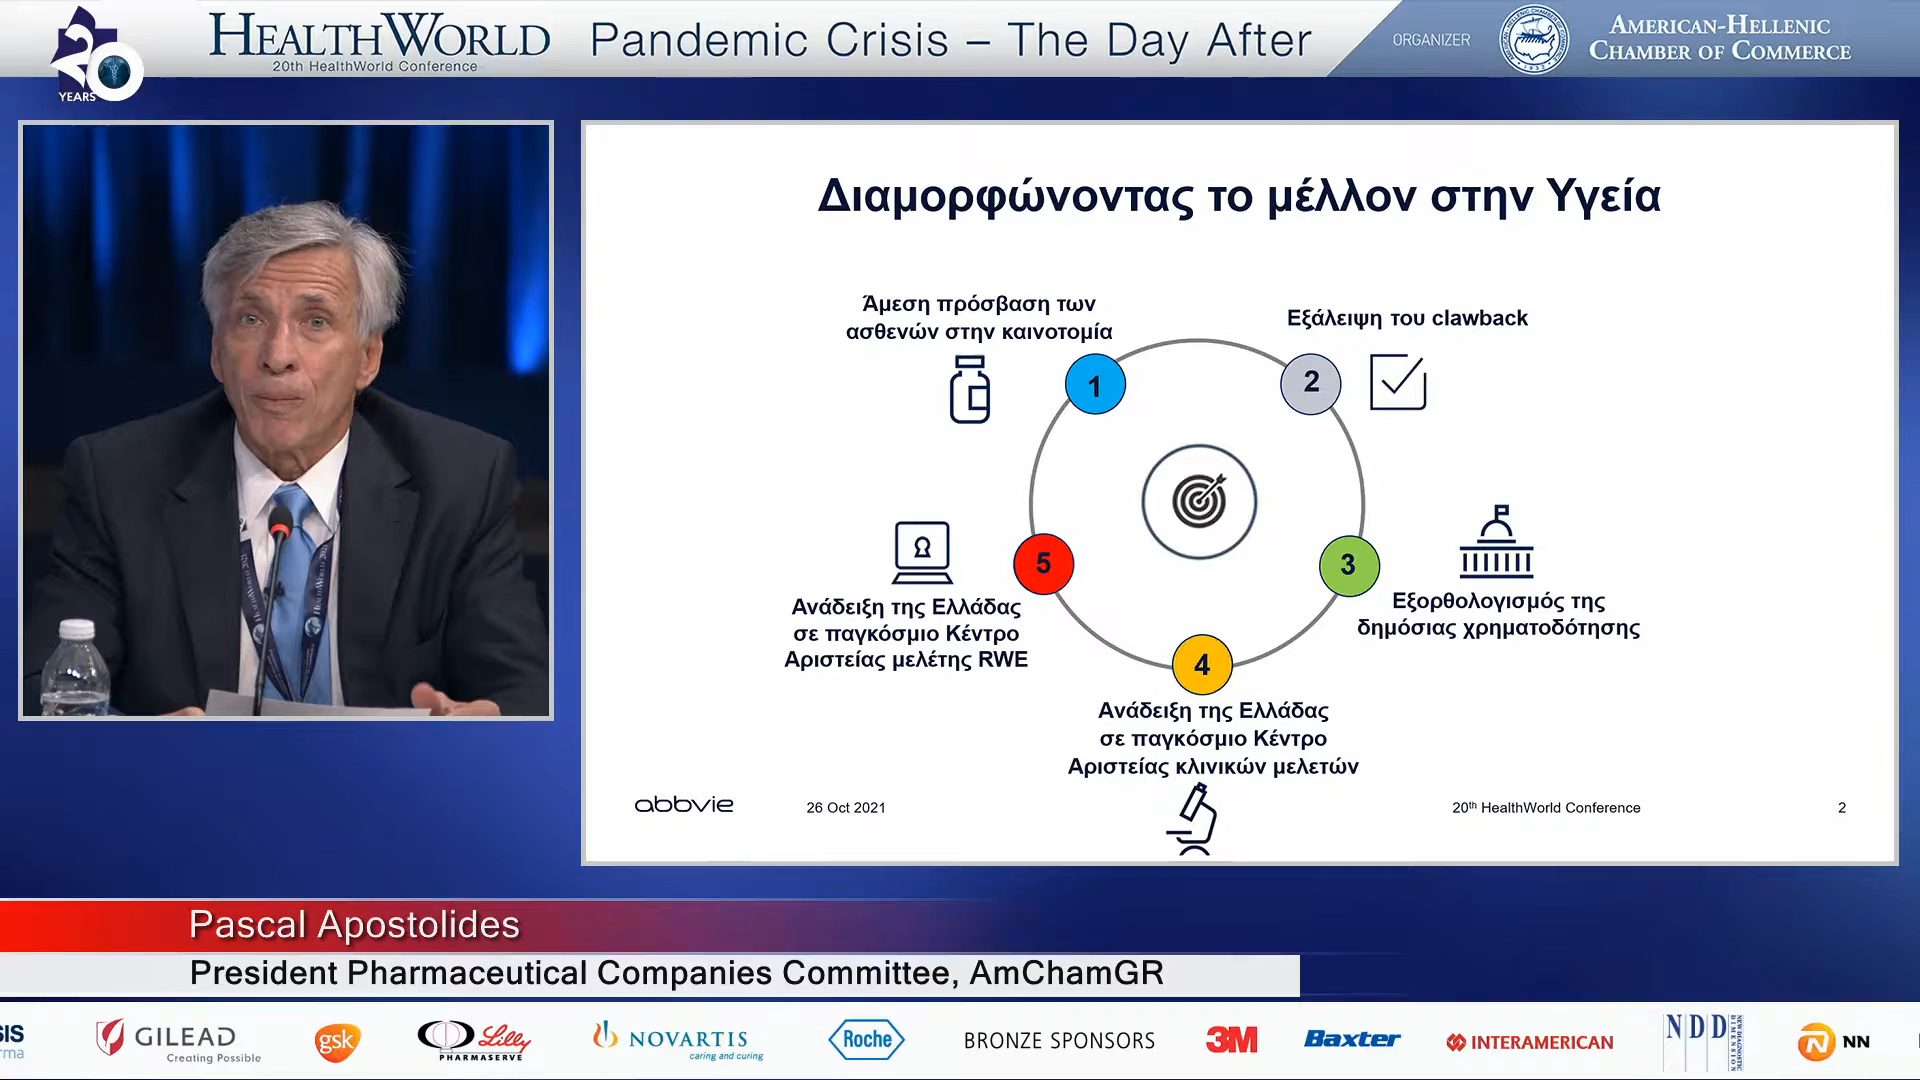 20
YEARS
HEALTHWORLD
20th HealthWorld Conference
Pandemic Crisis – The Day After
ORGANIZER
AMERICAN-HELLENIC
CHAMBER OF COMMERCE
Διαμορφώνοντας το μέλλον στην Υγεία
Άμεση πρόσβαση των
ασθενών στην καινοτομία
1
Εξάλειψη του clawback
2
3
Εξορθολογισμός της
δημόσιας χρηματοδότησης
4
Ανάδειξη της Ελλάδας
σε παγκόσμιο Κέντρο
Αριστείας κλινικών μελετών
5
Ανάδειξη της Ελλάδας
σε παγκόσμιο Κέντρο
Αριστείας μελέτης RWE
abbvie
26 Oct 2021
20th HealthWorld Conference
2
Pascal Apostolides
President Pharmaceutical Companies Committee, AmChamGR
GILEAD
Creating Possible
gsk
Lilly
PHARMASERVE
NOVARTIS
caring and curing
Roche
BRONZE SPONSORS
3M
Baxter
INTERAMERICAN
NDD
NEW DIAGNOSTIC
DIMENSION
NN